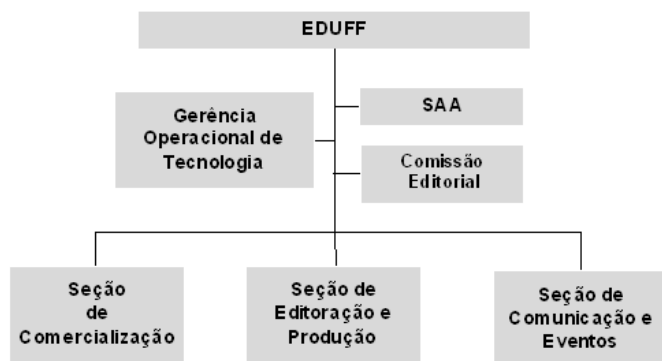 EDUFF
Gerência
Operacional de
Tecnologia
SAA
Comissão
Editorial
Seção
de
Comercialização
Seção de
Editoração e
Produção
Seção de
Comunicação e
Eventos